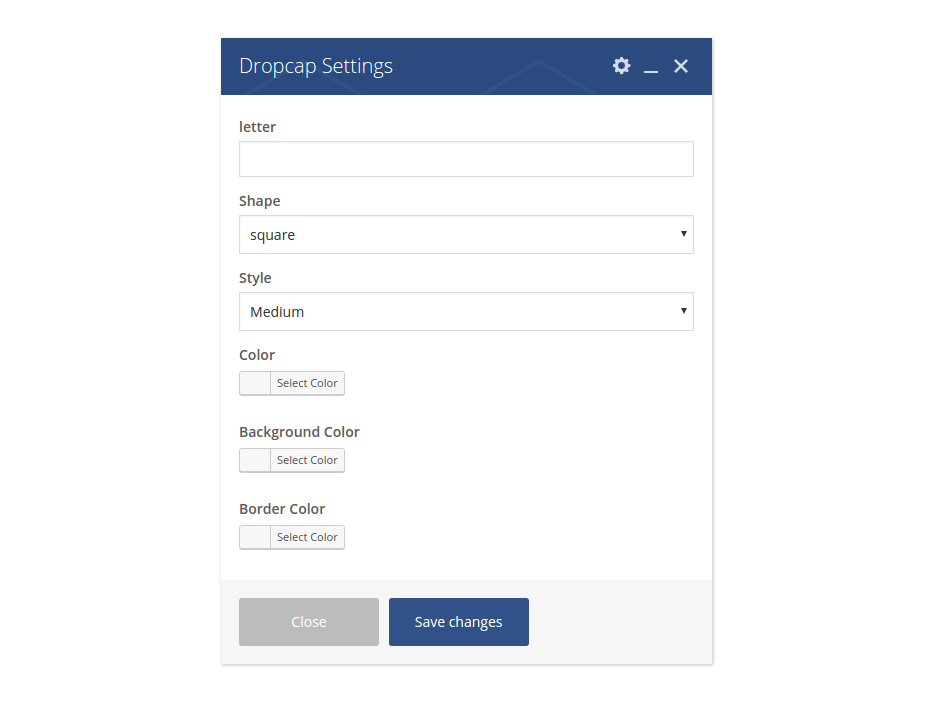 Dropcap Settings
letter
Shape
square
Style
Medium
Color
Select Color
Background Color
Select Color
Border Color
Select Color
Close
Save changes